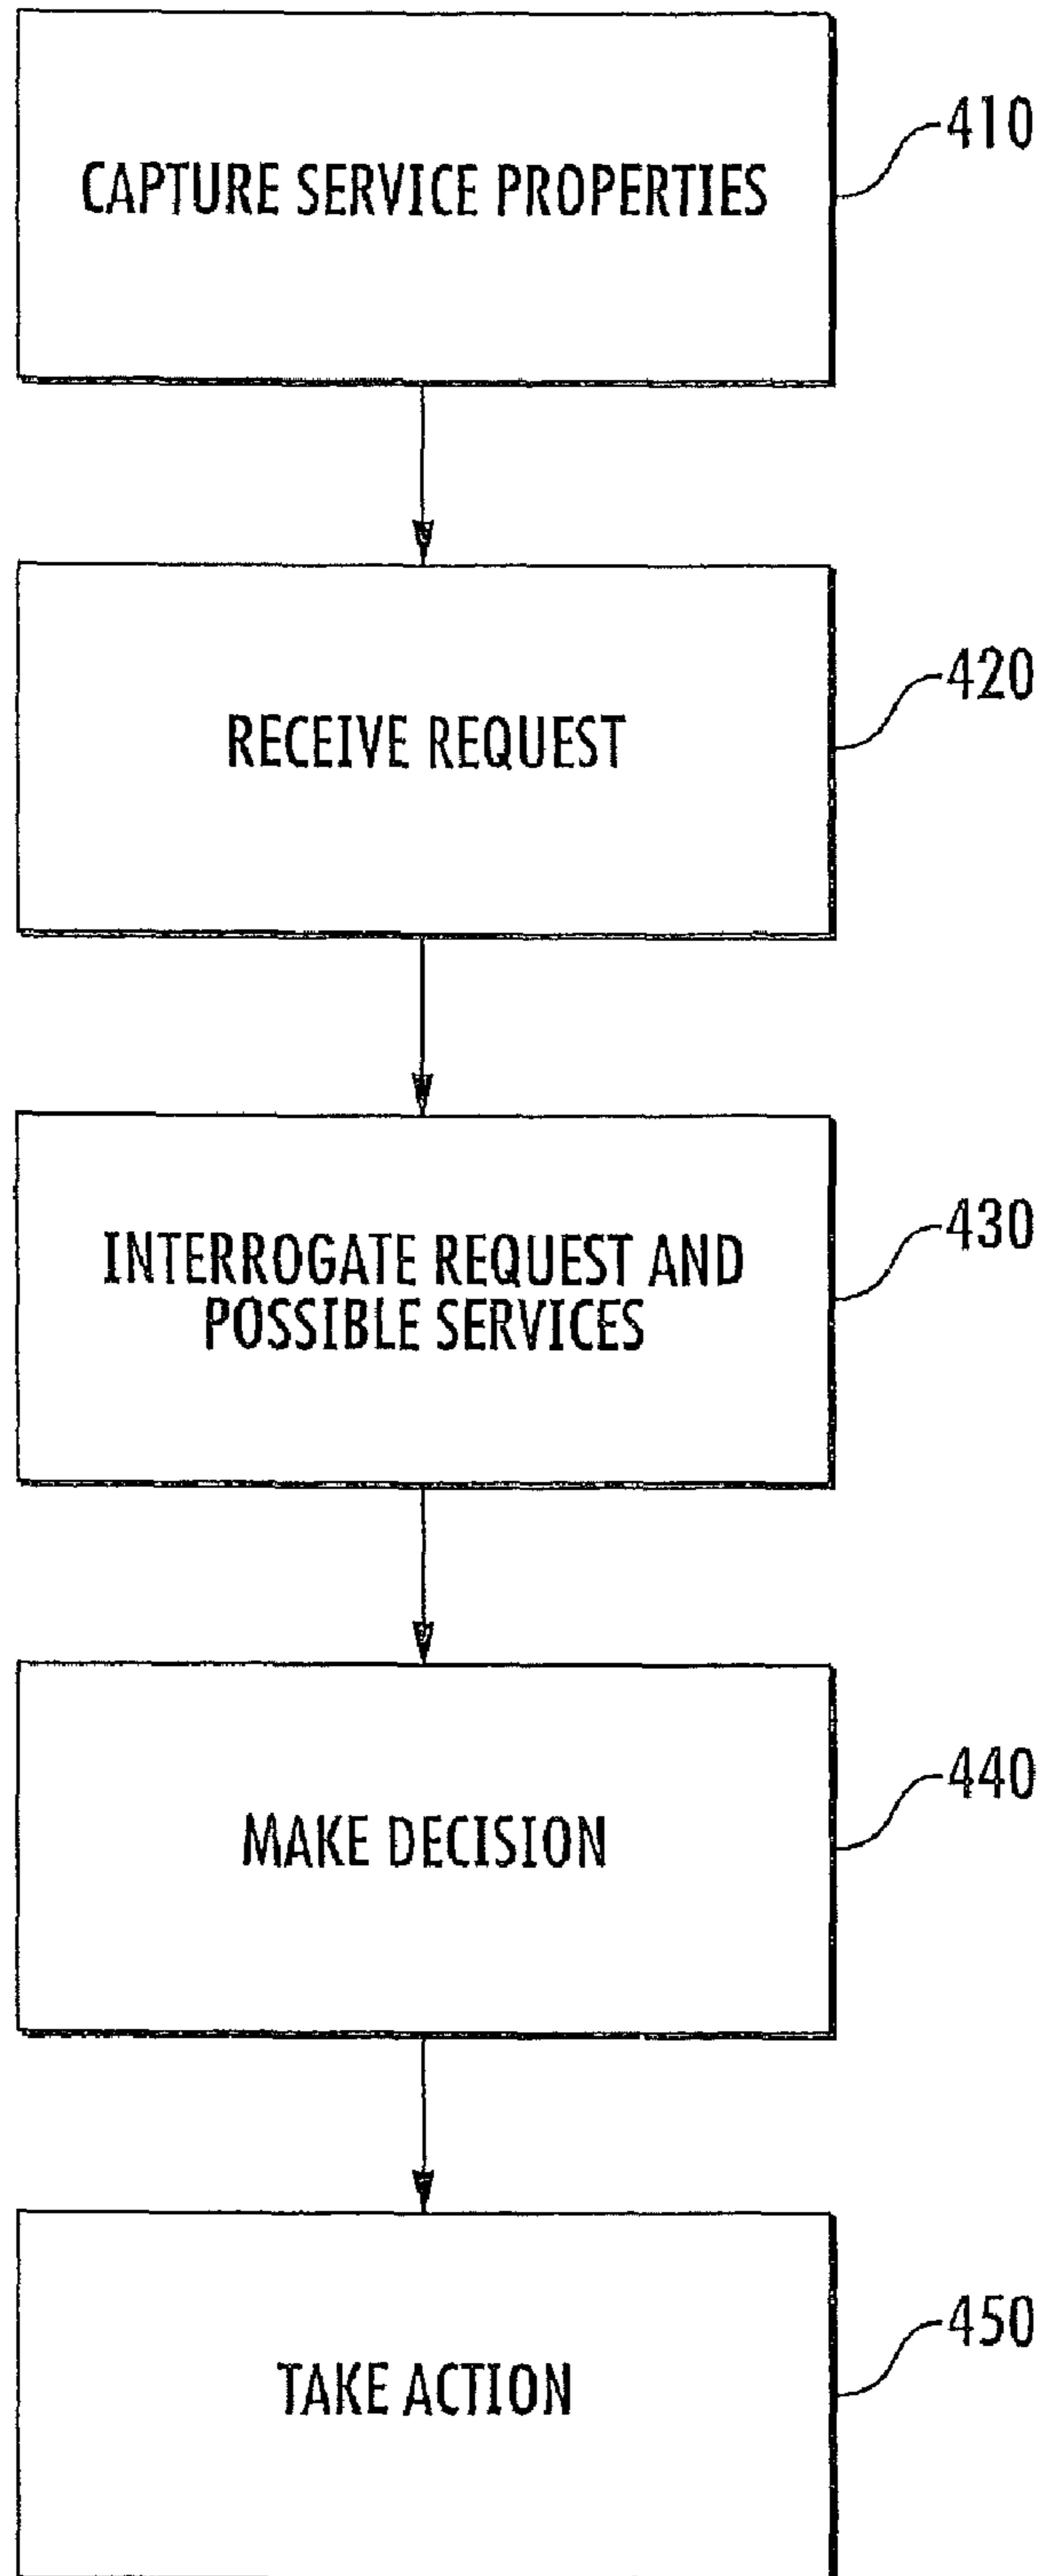 CAPTURE SERVICE PROPERTIES
410
RECEIVE REQUEST
420
INTERROGATE REQUEST AND
POSSIBLE SERVICES
430
MAKE DECISION
440
TAKE ACTION
450